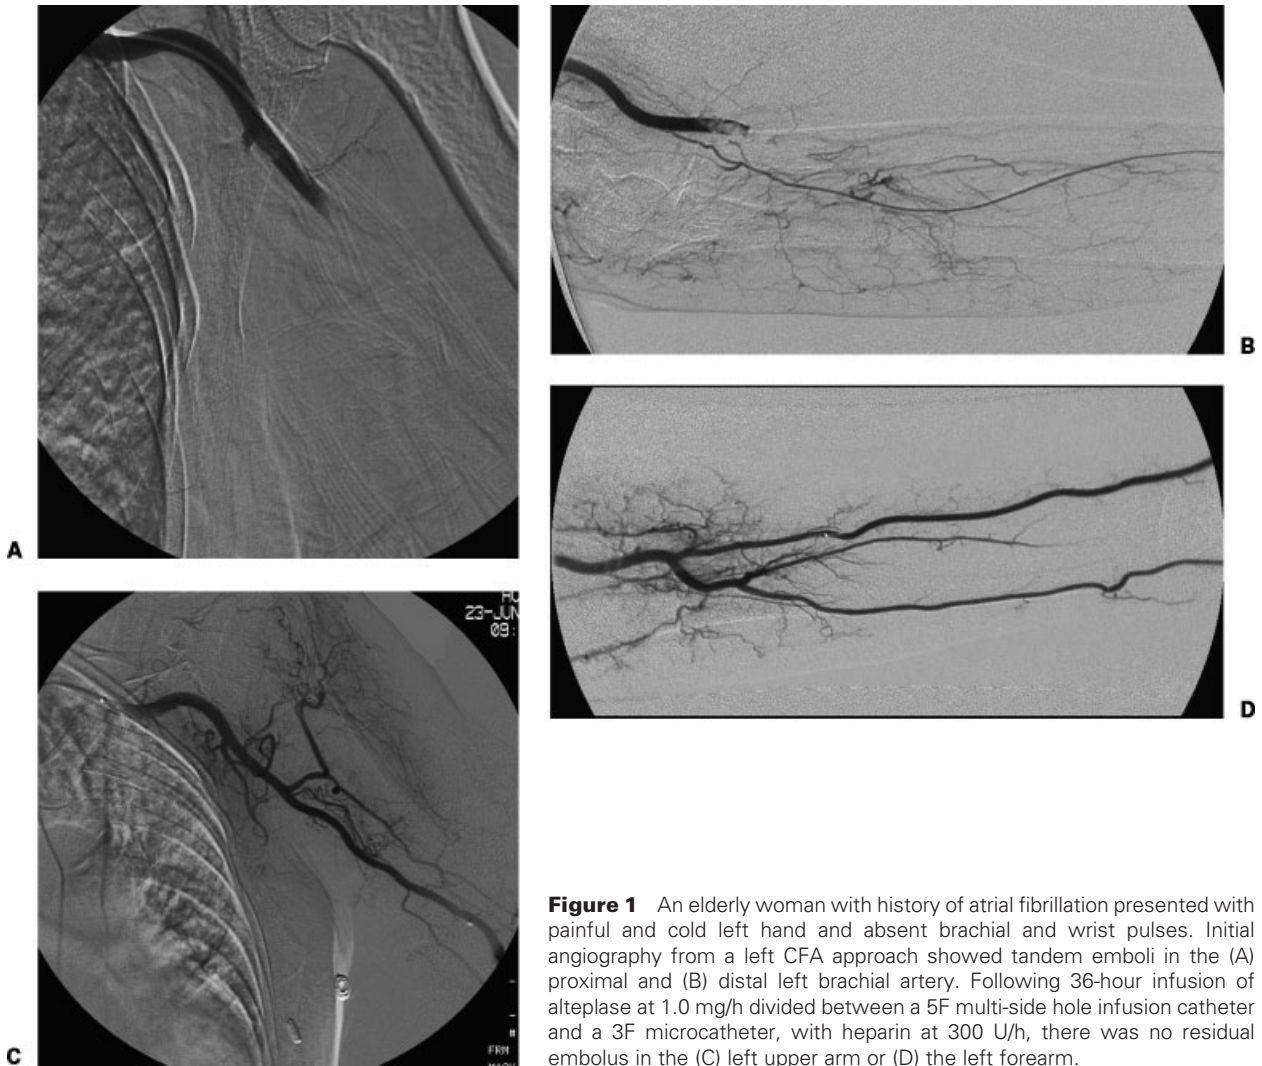 A
B
HU
23-JUN
09:
C
FRM
D
Figure 1 An elderly woman with history of atrial fibrillation presented with
painful and cold left hand and absent brachial and wrist pulses. Initial
angiography from a left CFA approach showed tandem emboli in the (A)
proximal and (B) distal left brachial artery. Following 36-hour infusion of
alteplase at 1.0 mg/h divided between a 5F multi-side hole infusion catheter
and a 3F microcatheter, with heparin at 300 U/h, there was no residual
embolus in the (C) left upper arm or (D) the left forearm.